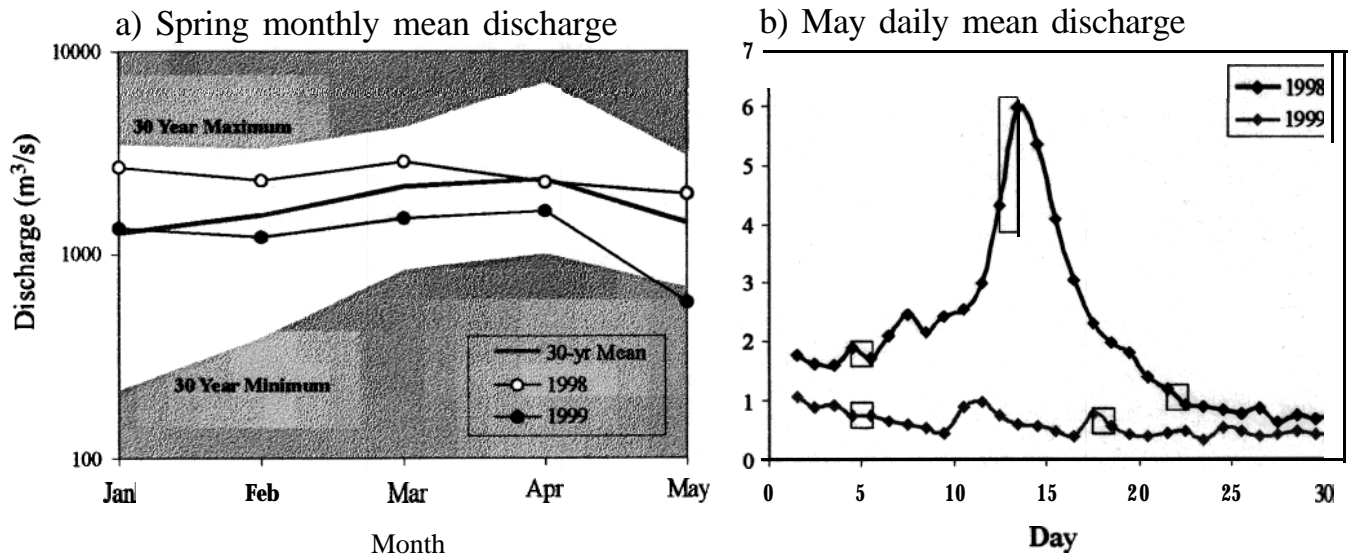 a) Spring monthly mean discharge
10000
1000
100
Discharge (m³/s)
30 Year Maximum
30 Year Minimum
30-yr Mean
1998
1999
Jan Feb Mar Apr May
Month
b) May daily mean discharge
7
6
5
4
3
2
1
0
1998
1999
0 5 10 15 20 25 30
Day